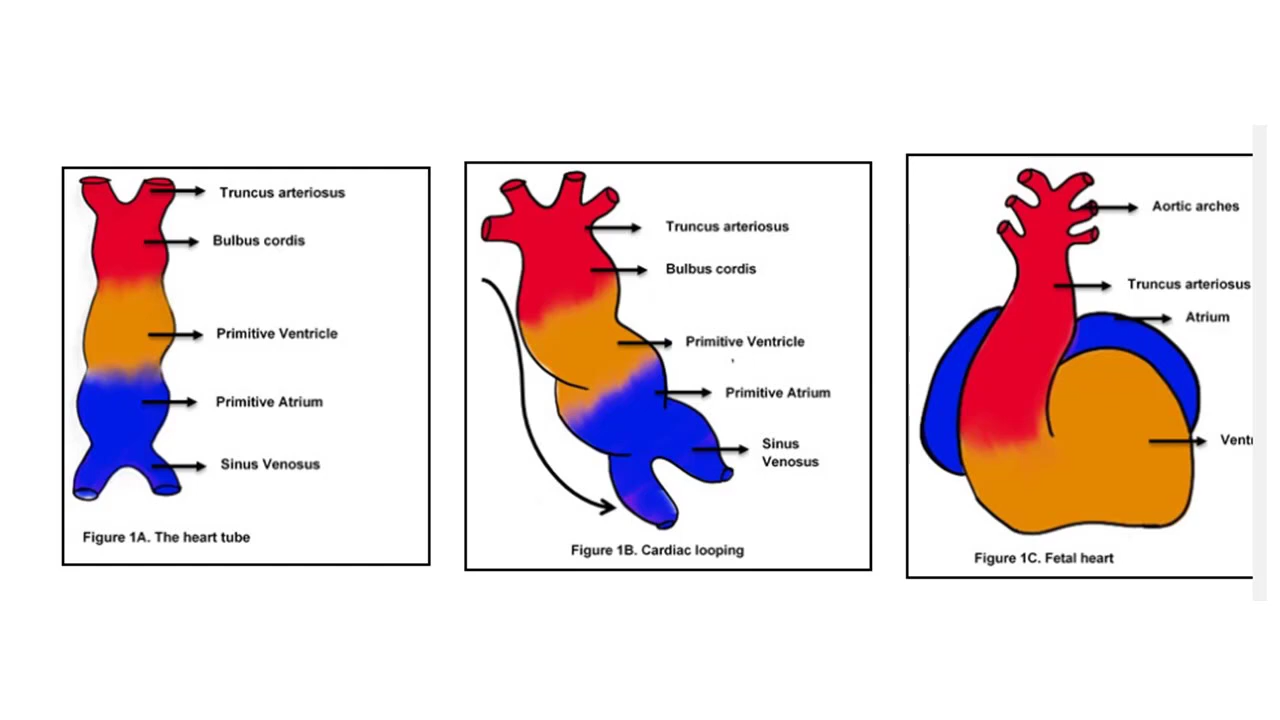 Truncus arteriosus
Bulbus cordis
Primitive Ventricle
Primitive Atrium
Sinus Venosus
Figure 1A. The heart tube
Truncus arteriosus
Bulbus cordis
Primitive Ventricle
Primitive Atrium
Sinus
Venosus
Figure 1B. Cardiac looping
Aortic arches
Truncus arteriosus
Atrium
Figure 1C. Fetal heart